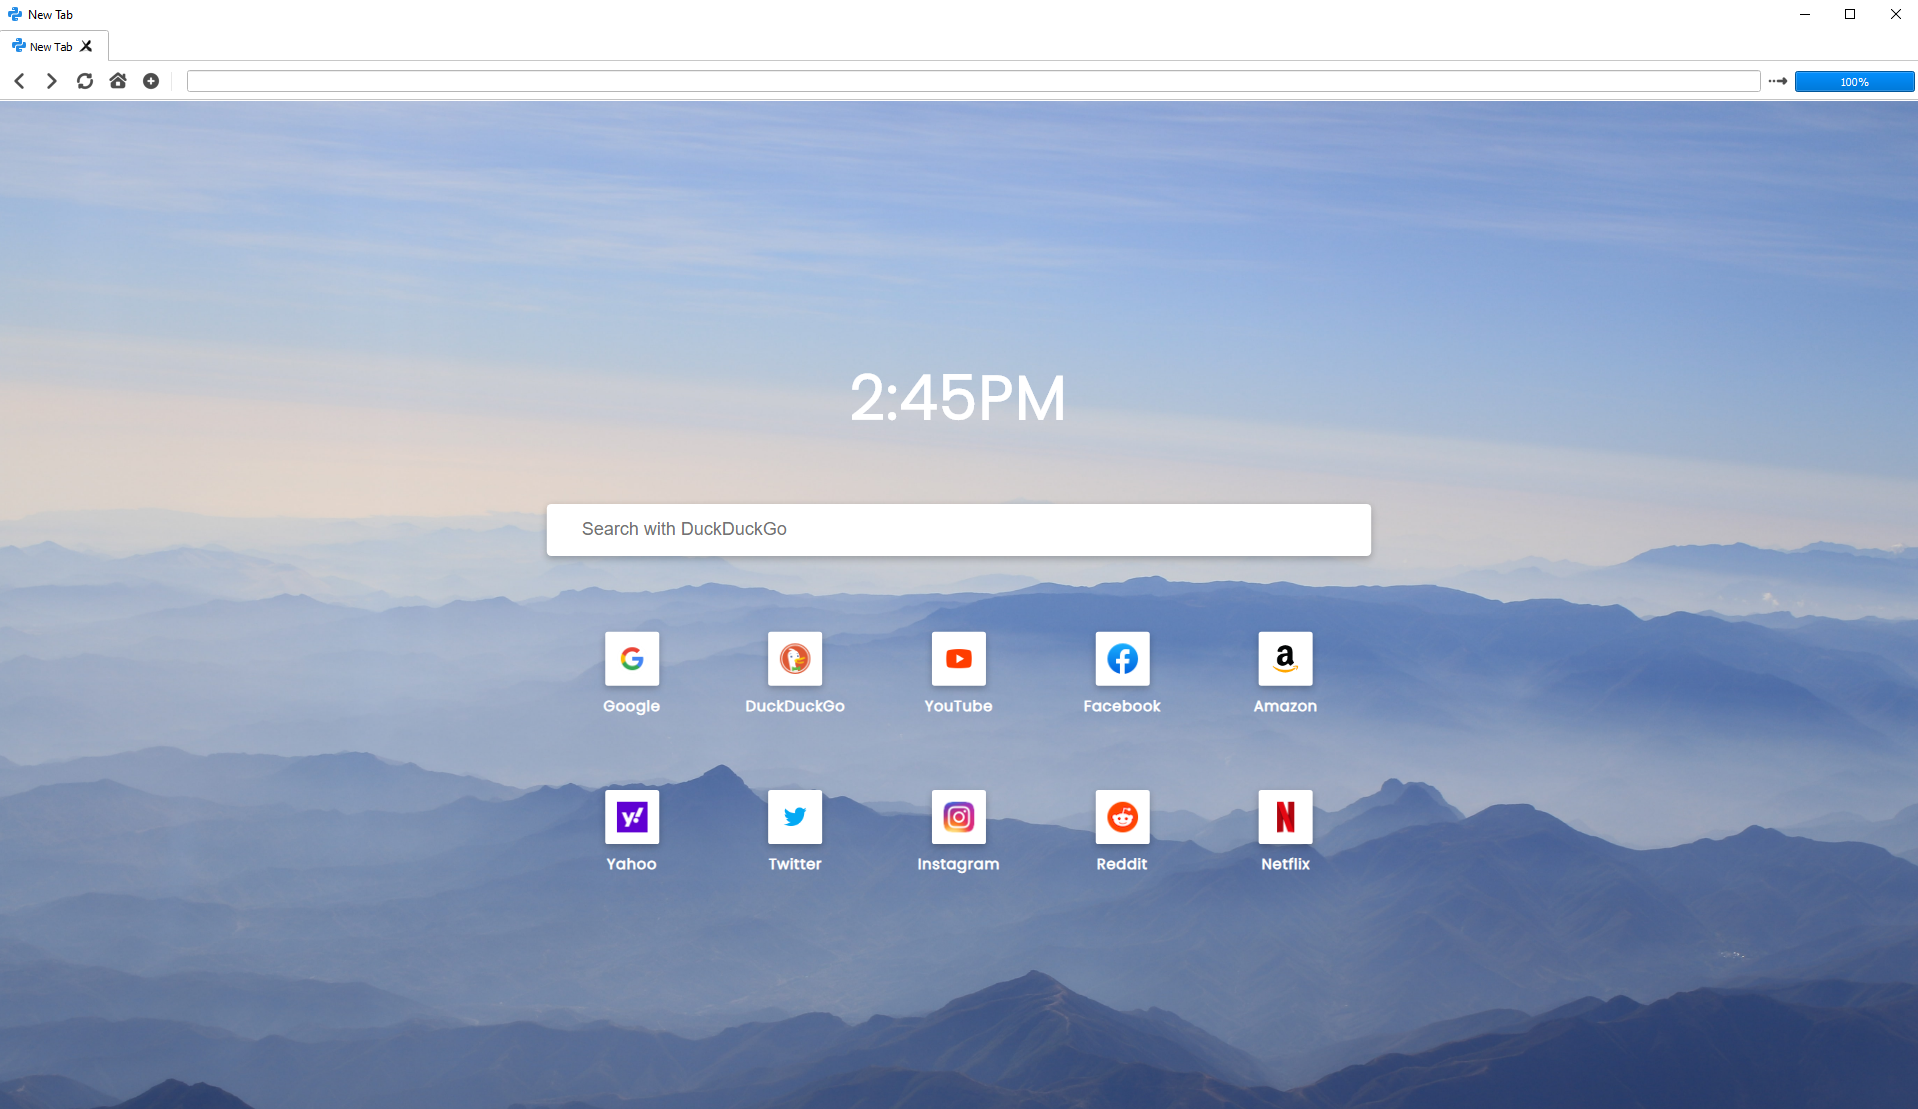 New Tab
New Tab
100%
2:45PM
Search with DuckDuckGo
Google
DuckDuckGo
YouTube
Facebook
Amazon
Yahoo
Twitter
Instagram
Reddit
Netflix